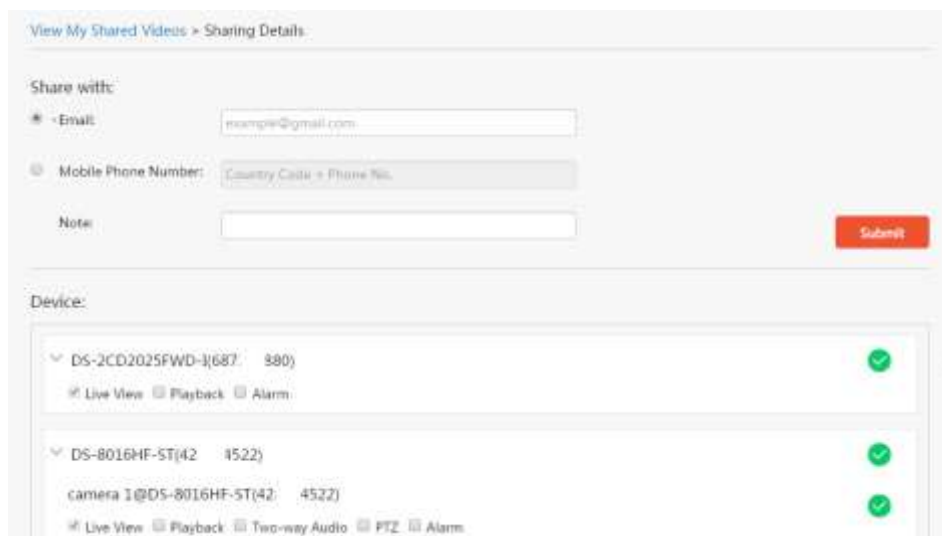 View My Shared Videos > Sharing Details
Share with:
* Email: example@gmail.com
Mobile Phone Number: Country Code + Phone No.
Note:
Submit
Device:
DS-2CD2025FWD-I(687 380)
Live View Playback Alarm
DS-8016HF-ST(42 4522)
camera 1@DS-8016HF-ST(42 4522)
Live View Playback Two-way Audio PTZ Alarm